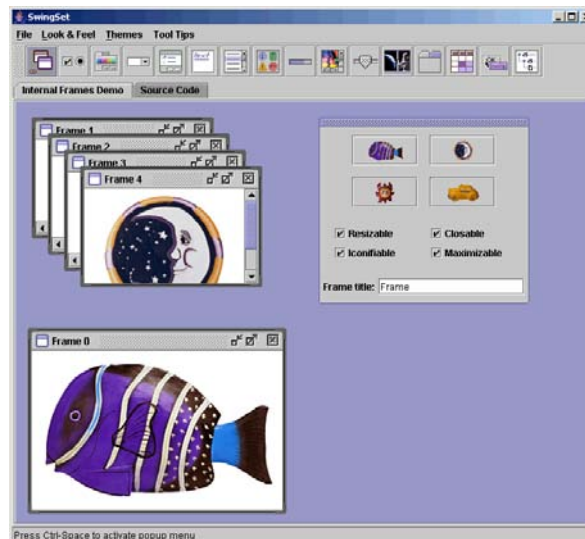 SwingSet
File Look & Feel Themes Tool Tips
Internal Frames Demo Source Code
Frame 1
Frame 2
Frame 3
Frame 4
Resizable Closable
Iconifiable Maximizable
Frame title: Frame
Frame 0
Press Ctrl-Space to activate popup menu